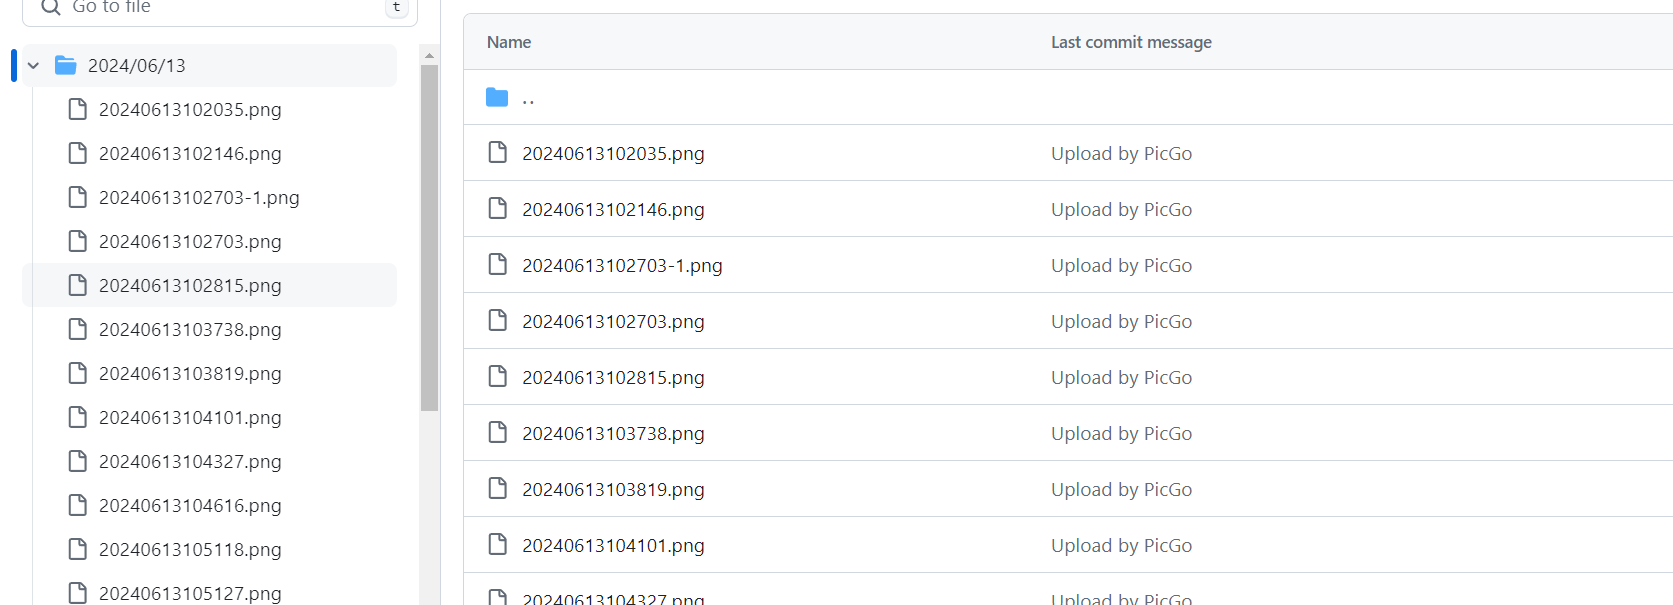 Go to file
t
2024/06/13
20240613102035.png
20240613102146.png
20240613102703-1.png
20240613102703.png
20240613102815.png
20240613103738.png
20240613103819.png
20240613104101.png
20240613104327.png
20240613104616.png
20240613105118.png
20240613105127.png
Name Last commit message
..
20240613102035.png Upload by PicGo
20240613102146.png Upload by PicGo
20240613102703-1.png Upload by PicGo
20240613102703.png Upload by PicGo
20240613102815.png Upload by PicGo
20240613103738.png Upload by PicGo
20240613103819.png Upload by PicGo
20240613104101.png Upload by PicGo
20240613104327.png Upload by PicGo